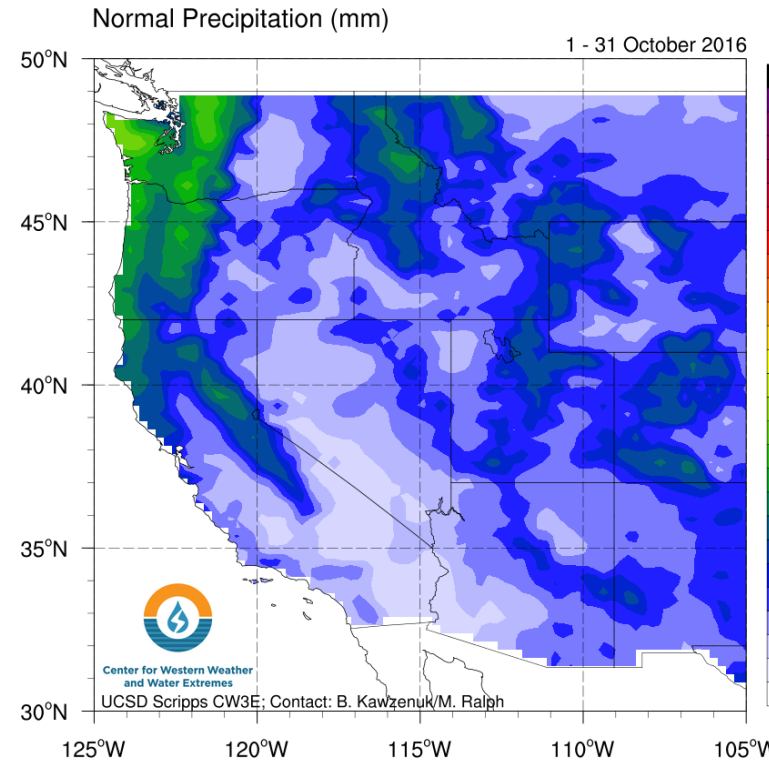 Normal Precipitation (mm)
1 - 31 October 2016
50°N
45°N
40°N
35°N
30°N
Center for Western Weather
and Water Extremes
UCSD Scripps CW3E; Contact: B. Kawzenuk/M. Ralph
125°W 120°W 115°W 110°W 105°W